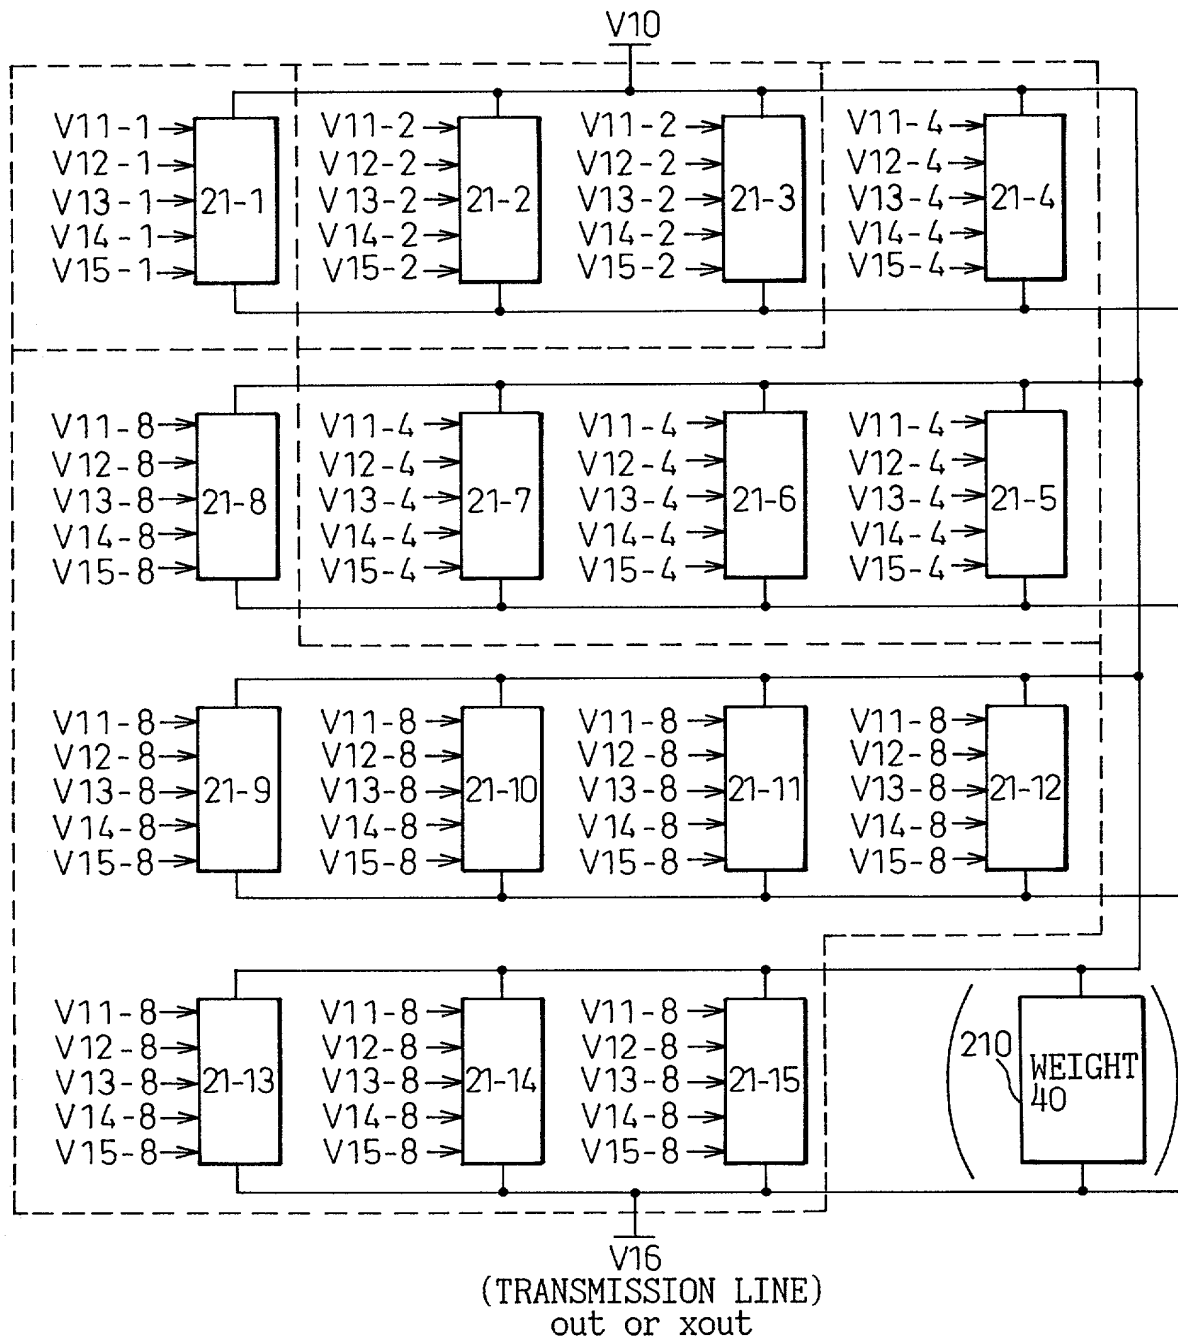 V10
V11-1 V11-2 V11-2 V11-4
V12-1 V12-2 V12-2 V12-4
V13-1 21-1 V13-2 21-2 V13-2 21-3 V13-4 21-4
V14-1 V14-2 V14-2 V14-4
V15-1 V15-2 V15-2 V15-4
V11-8 V11-4 V11-4 V11-4
V12-8 V12-4 V12-4 V12-4
V13-8 21-8 V13-4 21-7 V13-4 21-6 V13-4 21-5
V14-8 V14-4 V14-4 V14-4
V15-8 V15-4 V15-4 V15-4
V11-8 V11-8 V11-8 V11-8
V12-8 V12-8 V12-8 V12-8
V13-8 21-9 V13-8 21-10 V13-8 21-11 V13-8 21-12
V14-8 V14-8 V14-8 V14-8
V15-8 V15-8 V15-8 V15-8
V11-8 V11-8 V11-8
V12-8 V12-8 V12-8 210
V13-8 21-13 V13-8 21-14 V13-8 21-15 WEIGHT
V14-8 V14-8 V14-8 40
V15-8 V15-8 V15-8
V16
(TRANSMISSION LINE)
out or xout